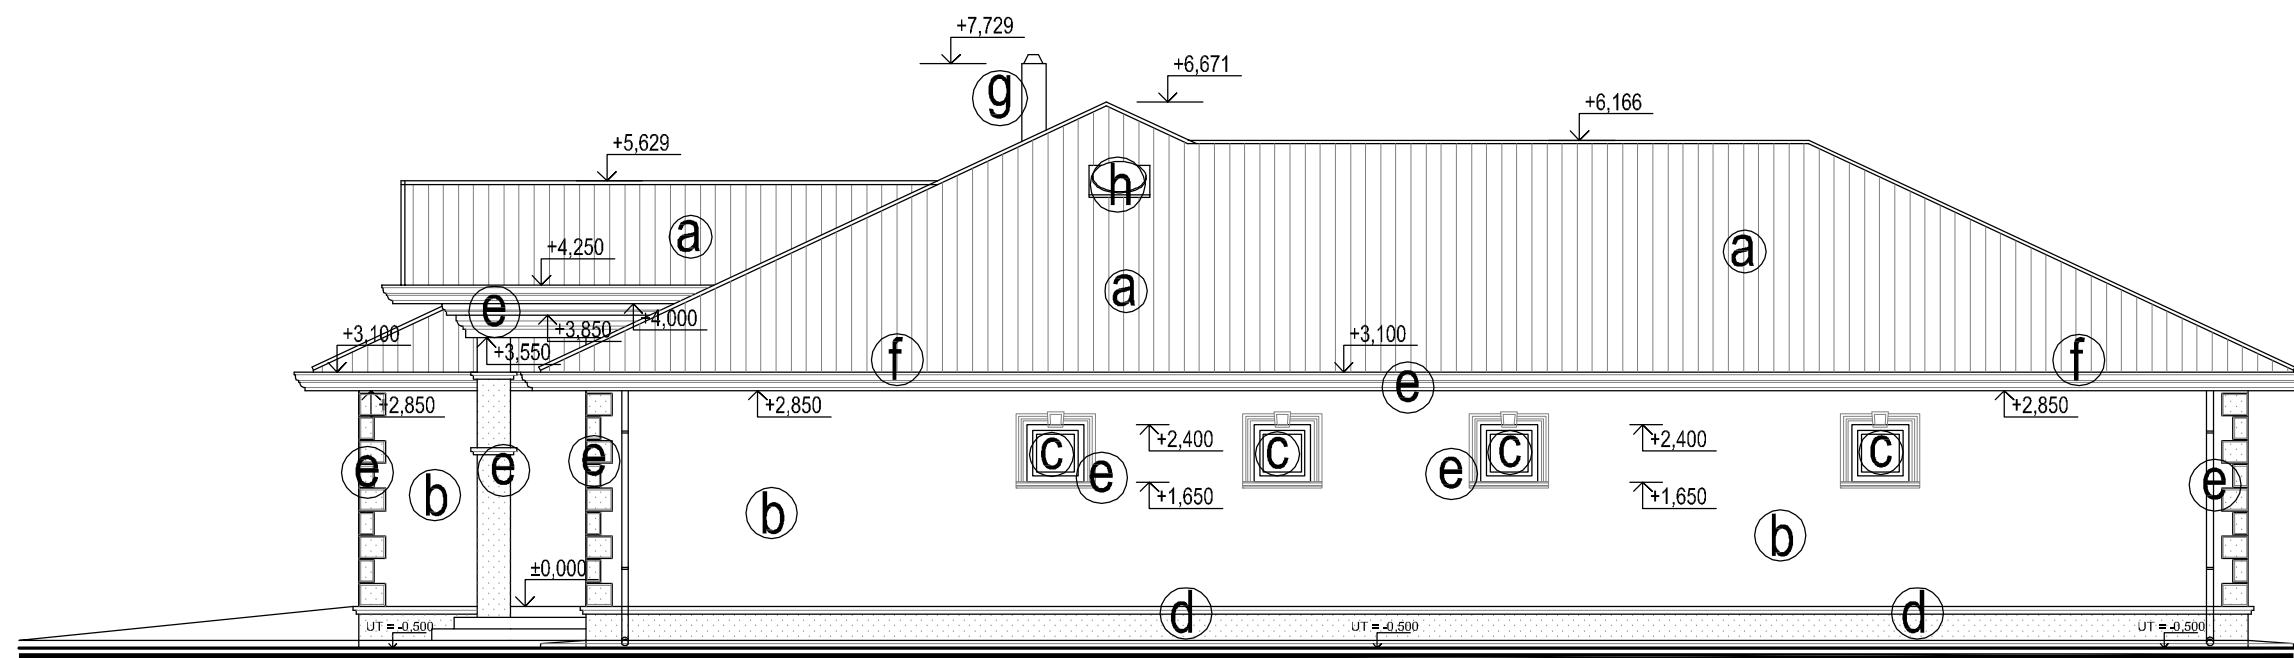 +7,729
+6,671
g
+6,166
+5,629
h
a
a
+4,250
a
e
+4,000
+3,850
+3,100
+3,100
+3,550
f
f
e
+2,850
+2,850
+2,850
+2,400
+2,400
c
c
c
c
e
e
e
e
e
e
b
+1,650
+1,650
b
b
±0,000
d
d
UT = -0,500
UT = -0,500
UT = -0,500